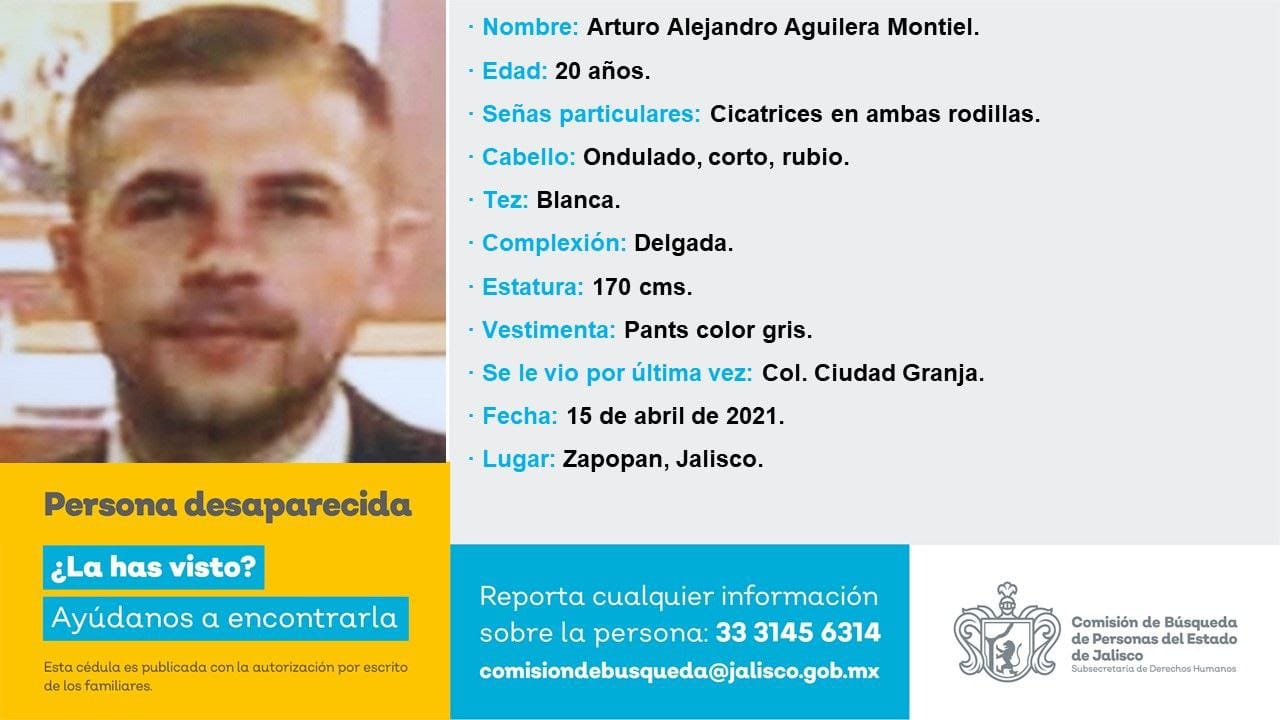 · Nombre: Arturo Alejandro Aguilera Montiel.
· Edad: 20 años.
· Señas particulares: Cicatrices en ambas rodillas.
· Cabello: Ondulado, corto, rubio.
· Tez: Blanca.
· Complexión: Delgada.
· Estatura: 170 cms.
· Vestimenta: Pants color gris.
· Se le vio por última vez: Col. Ciudad Granja.
· Fecha: 15 de abril de 2021.
· Lugar: Zapopan, Jalisco.
Persona desaparecida
¿La has visto?
Ayúdanos a encontrarla
Esta cédula es publicada con la autorización por escrito
de los familiares.
Reporta cualquier información
sobre la persona: 33 3145 6314
comisiondebusqueda@jalisco.gob.mx
Comisión de Búsqueda
de Personas del Estado
de Jalisco
Subsecretaría de Derechos Humanos